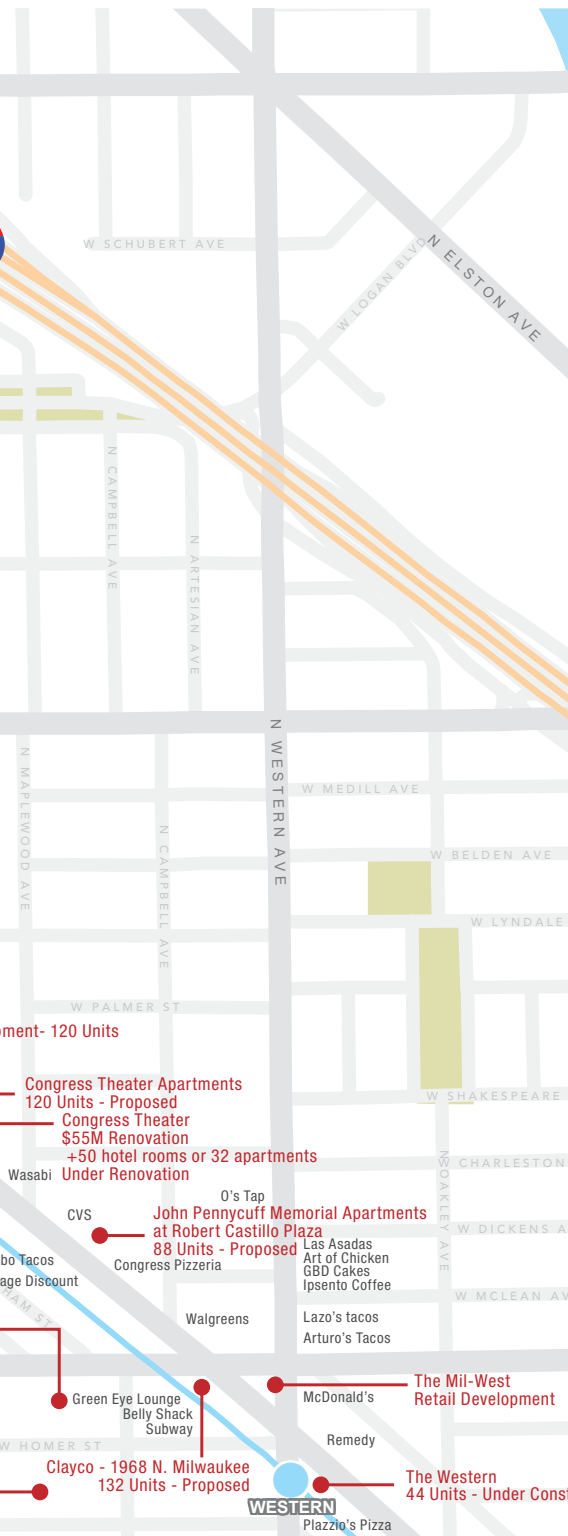 W SCHUBERT AVE
W LOGAN BLVD
N ELSTON AVE
N CAMPBELL AVE
N ARTESIAN AVE
N WESTERN AVE
N MAPLEWOOD AVE
W MEDILL AVE
N CAMPBELL AVE
W BELDEN AVE
W LYNDALE
W PALMER ST
pment- 120 Units
Congress Theater Apartments
120 Units - Proposed
W SHAKESPEARE
Congress Theater
$55M Renovation
+50 hotel rooms or 32 apartments
Under Renovation
Wasabi
N OAKLEY AVE
W CHARLESTON
O's Tap
CVS
John Pennycuff Memorial Apartments
at Robert Castillo Plaza
88 Units - Proposed
W DICKENS A
Las Asadas
Art of Chicken
GBD Cakes
Ipsento Coffee
bo Tacos
age Discount
Congress Pizzeria
HAM ST
W MCLEAN AV
Walgreens
Lazo's tacos
Arturo's Tacos
The Mil-West
Retail Development
McDonald's
Green Eye Lounge
Belly Shack
Subway
W HOMER ST
Remedy
Clayco - 1968 N. Milwaukee
132 Units - Proposed
The Western
44 Units - Under Const
WESTERN
Plazzio's Pizza